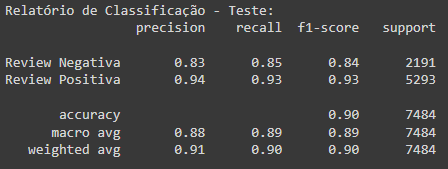 Relatório de Classificação - Teste:
precision recall f1-score support
Review Negativa 0.83 0.85 0.84 2191
Review Positiva 0.94 0.93 0.93 5293
accuracy 0.90 7484
macro avg 0.88 0.89 0.89 7484
weighted avg 0.91 0.90 0.90 7484